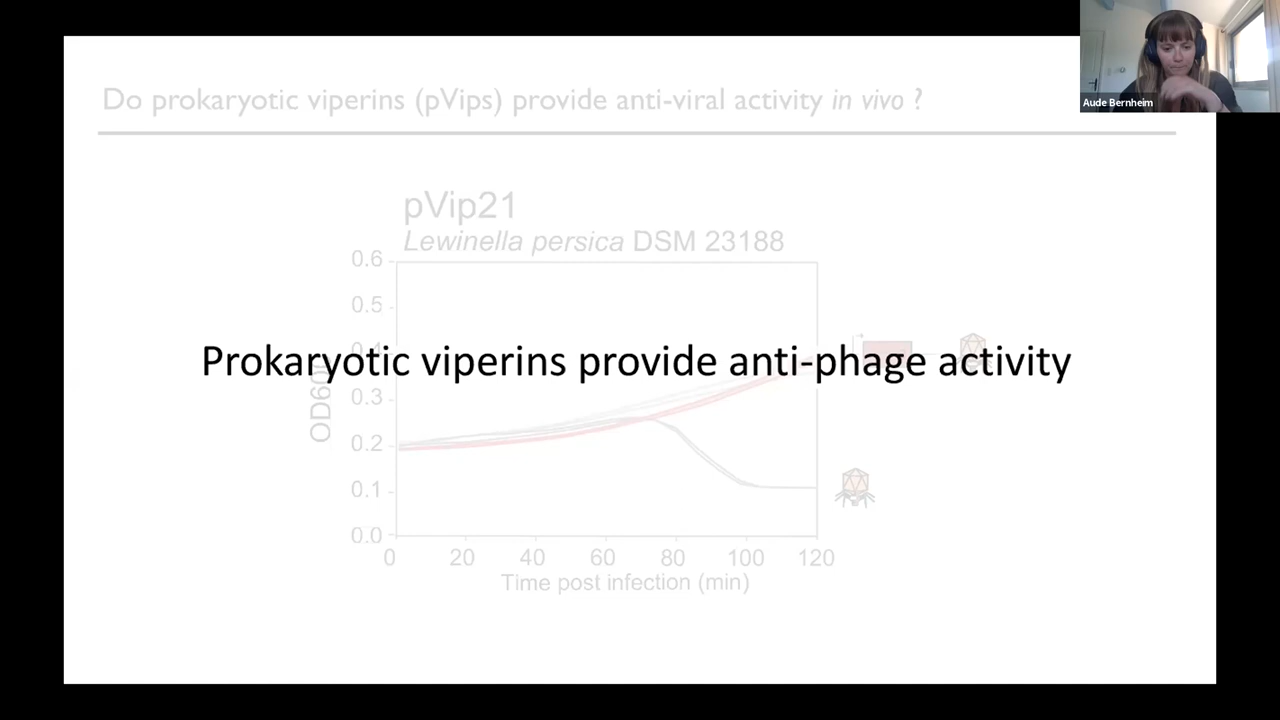 Aude Bernheim
Do prokaryotic viperins (pVips) provide anti-viral activity in vivo ?
pVip21
Lewinella persica DSM 23188
0.6
0.5
Prokaryotic viperins provide anti-phage activity
0.3
0.2
0.1
0.0
0 20 40 60 80 100 120
Time post infection (min)